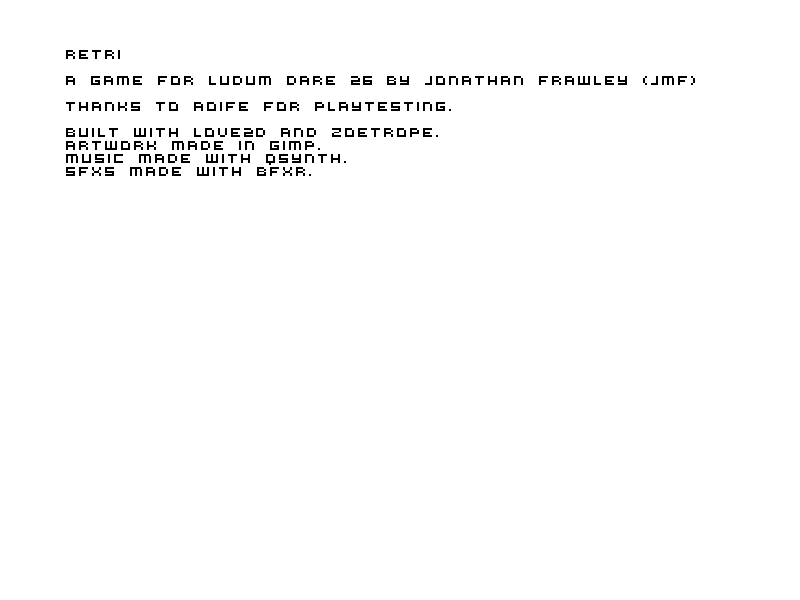 RETRI
A GAME FOR LUDUM DARE 26 BY JONATHAN FRAWLEY (JMF)
THANKS TO AOIFE FOR PLAYTESTING.
BUILT WITH LOVE2D AND ZOETROPE.
ARTWORK MADE IN GIMP.
MUSIC MADE WITH QSYNTH.
SFXS MADE WITH BFXR.